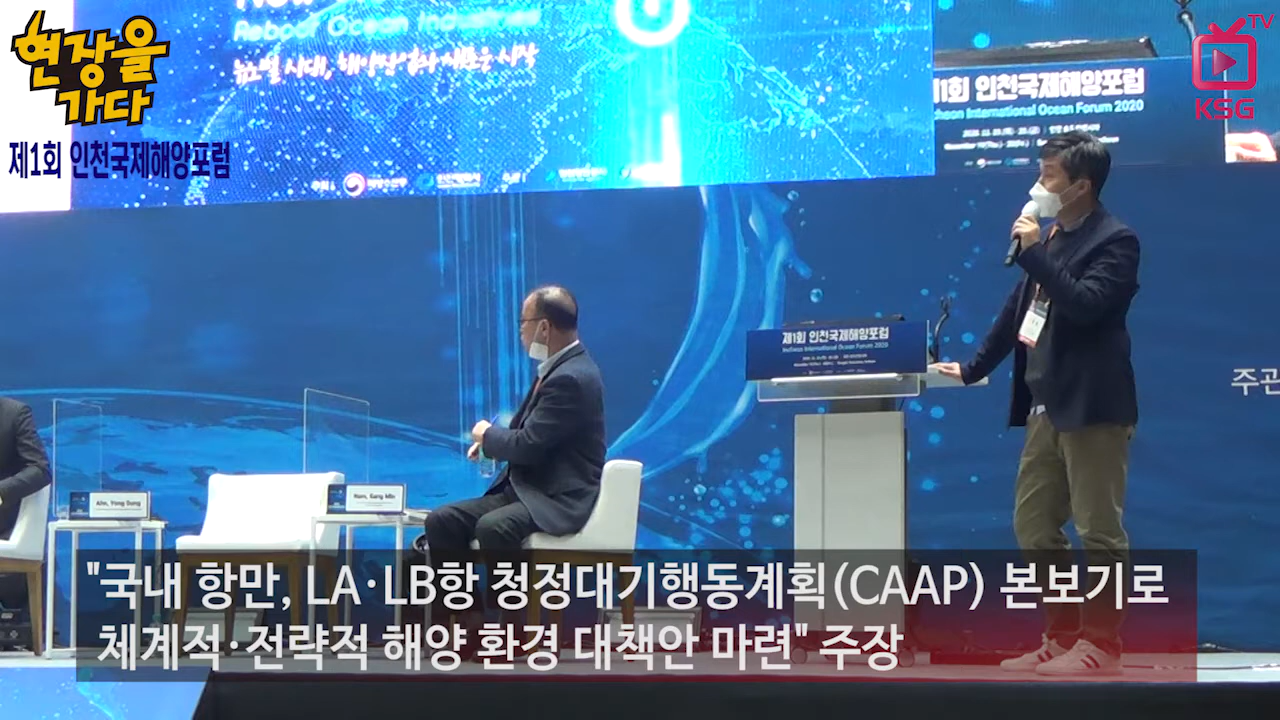 현장을
가다
제1회 인천국제해양포럼
TV
KSG
Reboot Ocean Industries
뉴노멀 시대, 해양산업의 새로운 시작
제1회 인천국제해양포럼
Incheon International Ocean Forum 2020
제1회 인천국제해양포럼
Incheon International Ocean Forum 2020
주관
Ahn, Yong Sung
Nam, Sang Min
"국내 항만, LA·LB항 청정대기행동계획(CAAP) 본보기로
체계적·전략적 해양 환경 대책안 마련" 주장